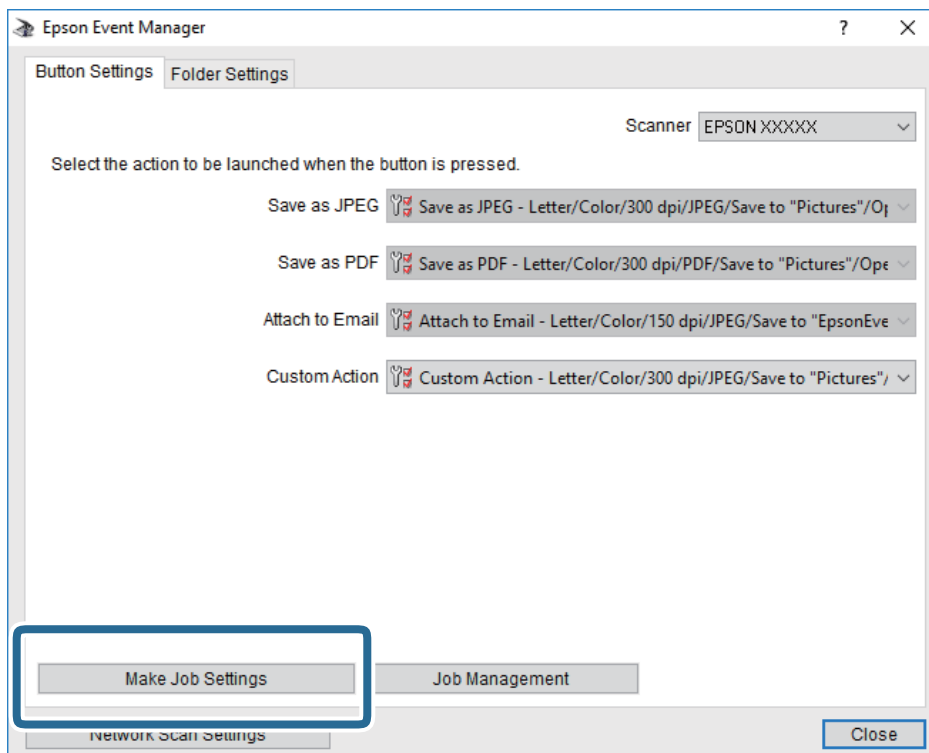 Epson Event Manager
Button Settings Folder Settings
Scanner EPSON XXXXX
Select the action to be launched when the button is pressed.
Save as JPEG Save as JPEG - Letter/Color/300 dpi/JPEG/Save to "Pictures"/Op
Save as PDF Save as PDF - Letter/Color/300 dpi/PDF/Save to "Pictures"/Ope
Attach to Email Attach to Email - Letter/Color/150 dpi/JPEG/Save to "EpsonEve
Custom Action Custom Action - Letter/Color/300 dpi/JPEG/Save to "Pictures"/
Make Job Settings Job Management
Network Scan Settings Close